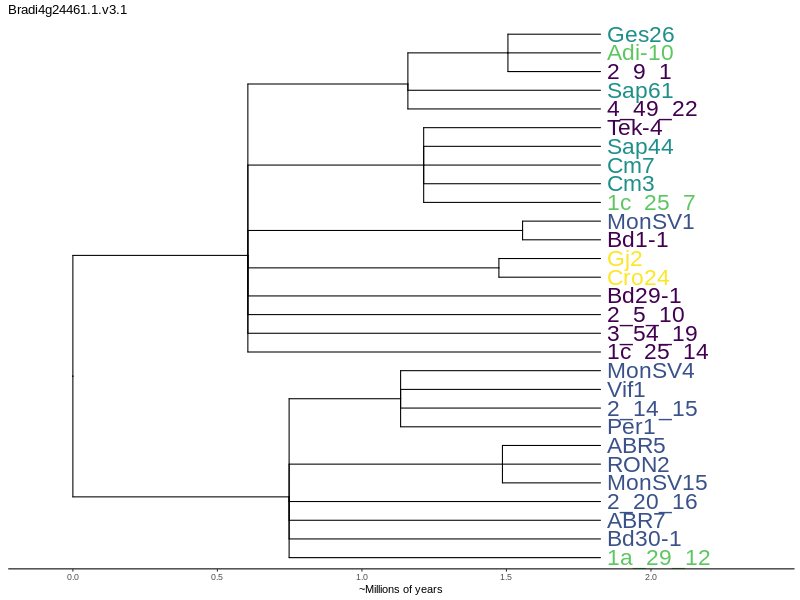 Bradi4g24461.1.v3.1
Ges26
Adi-10
2_9_1
Sap61
4_49_22
Tek-4
Sap44
Cm7
Cm3
1c_25_7
MonSV1
Bd1-1
Gj2
Cro24
Bd29-1
2_5_10
3_54_19
1c_25_14
MonSV4
Vif1
2_14_15
Per1
ABR5
RON2
MonSV15
2_20_16
ABR7
Bd30-1
1a_29_12
0.0 0.5 1.0 1.5 2.0
~Millions of years